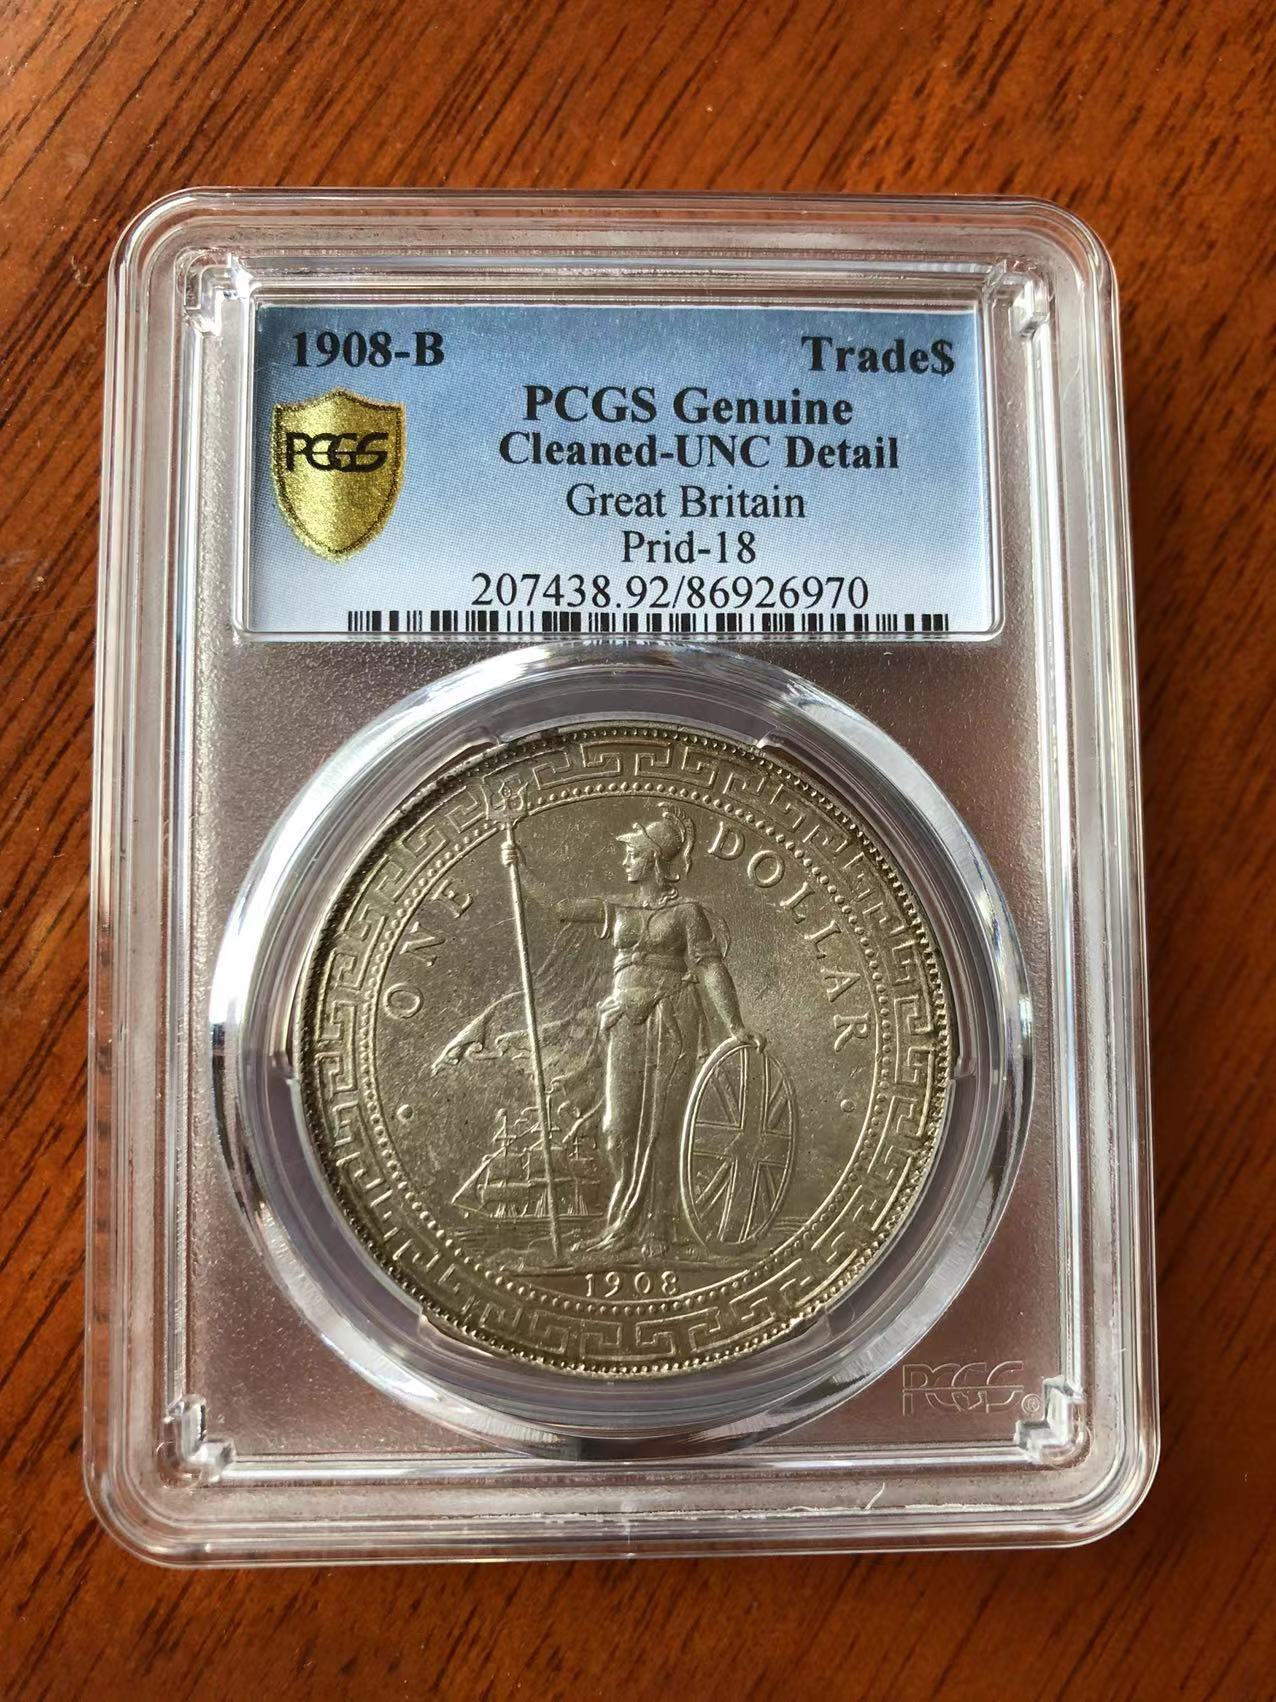 1908-B Trade$
PCGS
PCGS Genuine
Cleaned-UNC Detail
Great Britain
Prid-18
207438.92/86926970
ONE DOLLAR
1908
PCGS®